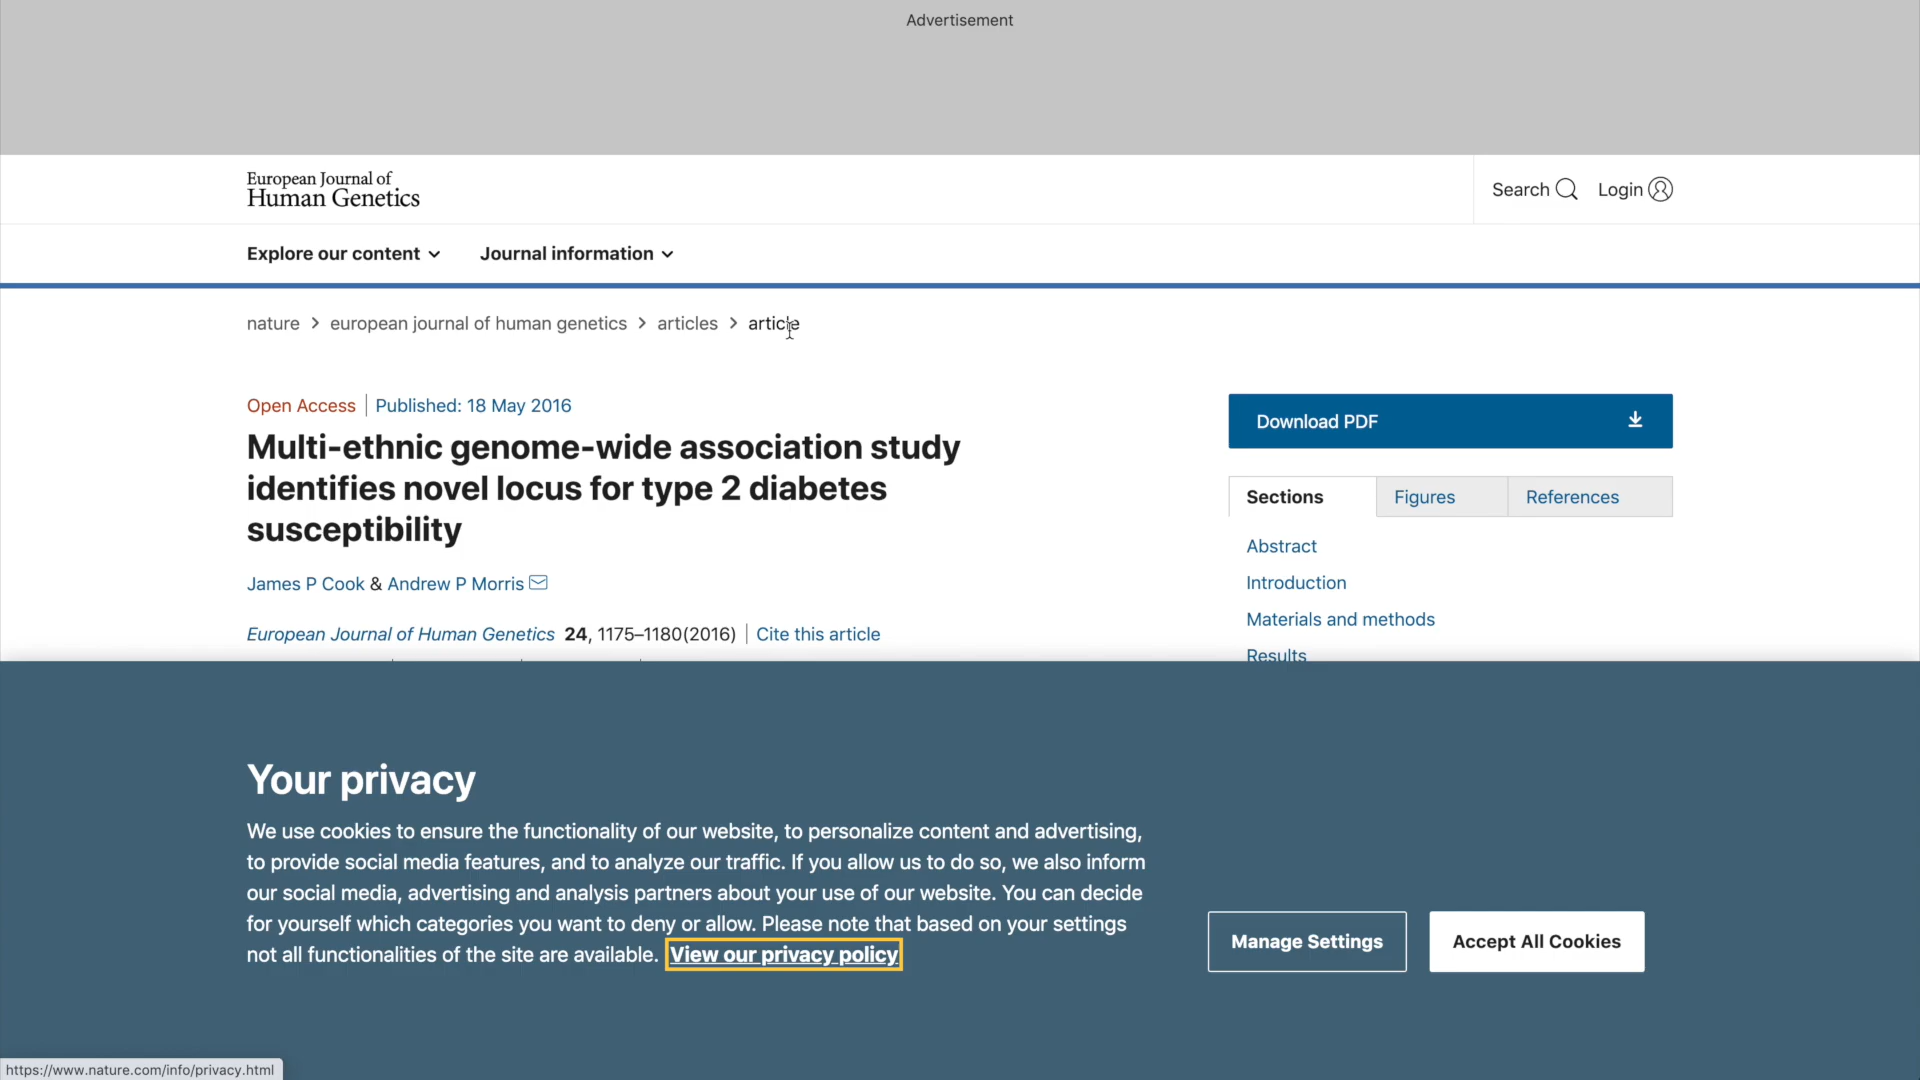 Advertisement
European Journal of
Human Genetics
Search
Login
Explore our content
Journal information
nature > european journal of human genetics > articles > article
Open Access | Published: 18 May 2016
Multi-ethnic genome-wide association study
identifies novel locus for type 2 diabetes
susceptibility
James P Cook & Andrew P Morris
European Journal of Human Genetics 24, 1175–1180(2016) | Cite this article
Download PDF
Sections
Figures
References
Abstract
Introduction
Materials and methods
Results
Your privacy
We use cookies to ensure the functionality of our website, to personalize content and advertising,
to provide social media features, and to analyze our traffic. If you allow us to do so, we also inform
our social media, advertising and analysis partners about your use of our website. You can decide
for yourself which categories you want to deny or allow. Please note that based on your settings
not all functionalities of the site are available. View our privacy policy
Manage Settings
Accept All Cookies
https://www.nature.com/info/privacy.html